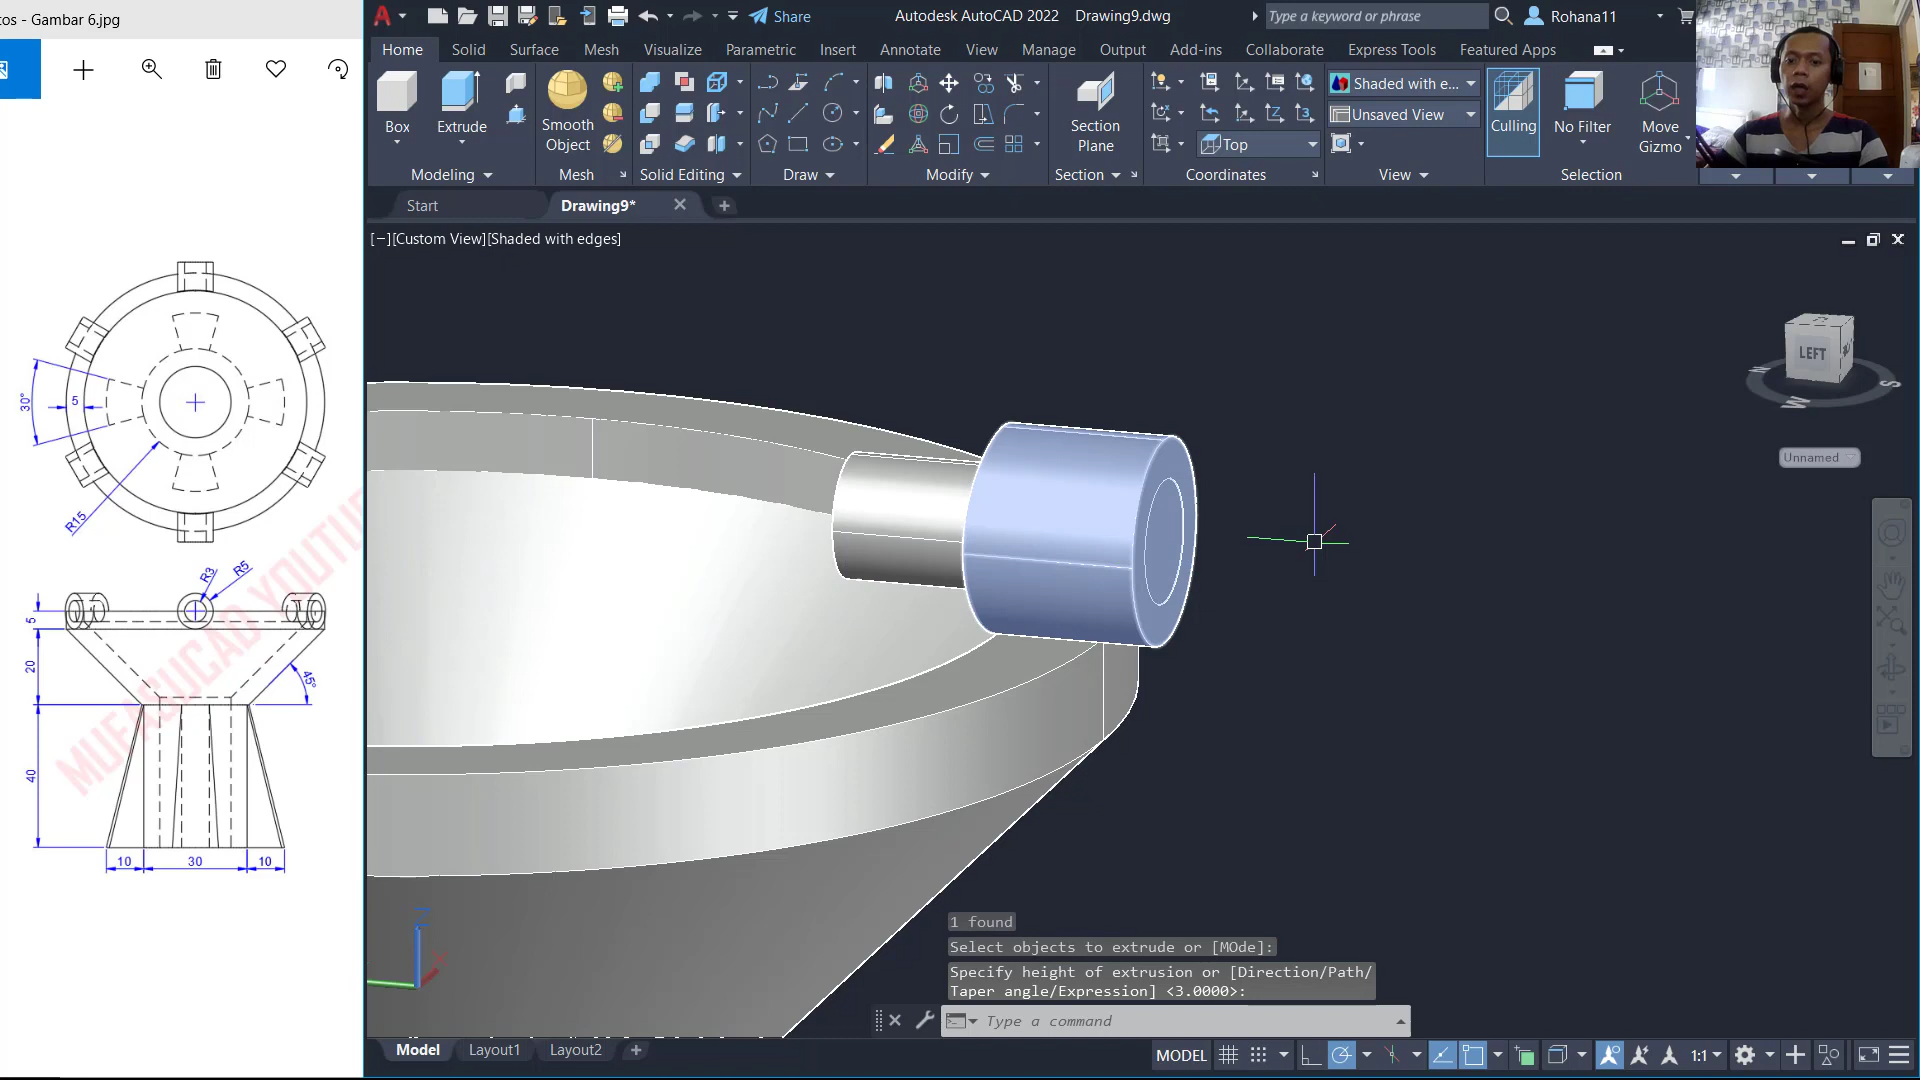 tos - Gambar 6.jpg
Share
Autodesk AutoCAD 2022 Drawing9.dwg
Type a keyword or phrase
Rohana11
Home Solid Surface Mesh Visualize Parametric Insert Annotate View Manage Output Add-ins Collaborate Express Tools Featured Apps
Box
Extrude
Smooth
Object
Section
Plane
Shaded with e...
Unsaved View
Top
Culling
No Filter
Move
Gizmo
Modeling Mesh Solid Editing Draw Modify Section Coordinates View Selection
Start Drawing9*
[−][Custom View][Shaded with edges]
LEFT
N
S
W
Unnamed
30°
5
R15
R3
R5
5
20
45°
40
10
30
10
MUFASUCAD YOUTUBE
Z
X
1 found
Select objects to extrude or [MOde]:
Specify height of extrusion or [Direction/Path/
Taper angle/Expression] <3.0000>:
Type a command
Model Layout1 Layout2
MODEL
1:1